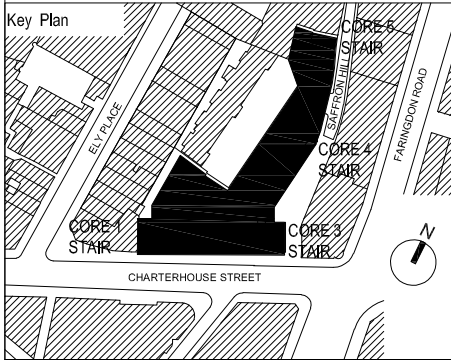 Key Plan
CORE 5
STAIR
SAFFRON HILL
FARINGDON ROAD
ELY PLACE
CORE 4
STAIR
CORE 1
STAIR
CORE 3
STAIR
N
CHARTERHOUSE STREET